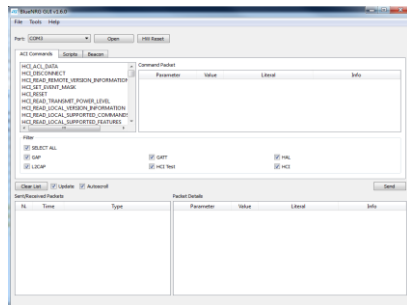 BlueNRG GUI v1.6.0
File Tools Help
Port: COM3 Open HW Reset
ACI Commands Scripts Beacon
HCI_ACL_DATA
HCI_DISCONNECT
HCI_READ_REMOTE_VERSION_INFORMATION
HCI_SET_EVENT_MASK
HCI_RESET
HCI_READ_TRANSMIT_POWER_LEVEL
HCI_READ_LOCAL_VERSION_INFORMATION
HCI_READ_LOCAL_SUPPORTED_COMMANDS
HCI_READ_LOCAL_SUPPORTED_FEATURES
Command Packet
Parameter Value Literal Info
Filter
SELECT ALL
GAP GATT HAL
L2CAP HCI Test HCI
Clear List Update Autoscroll Send
Sent/Received Packets Packet Details
N. Time Type Parameter Value Literal Info